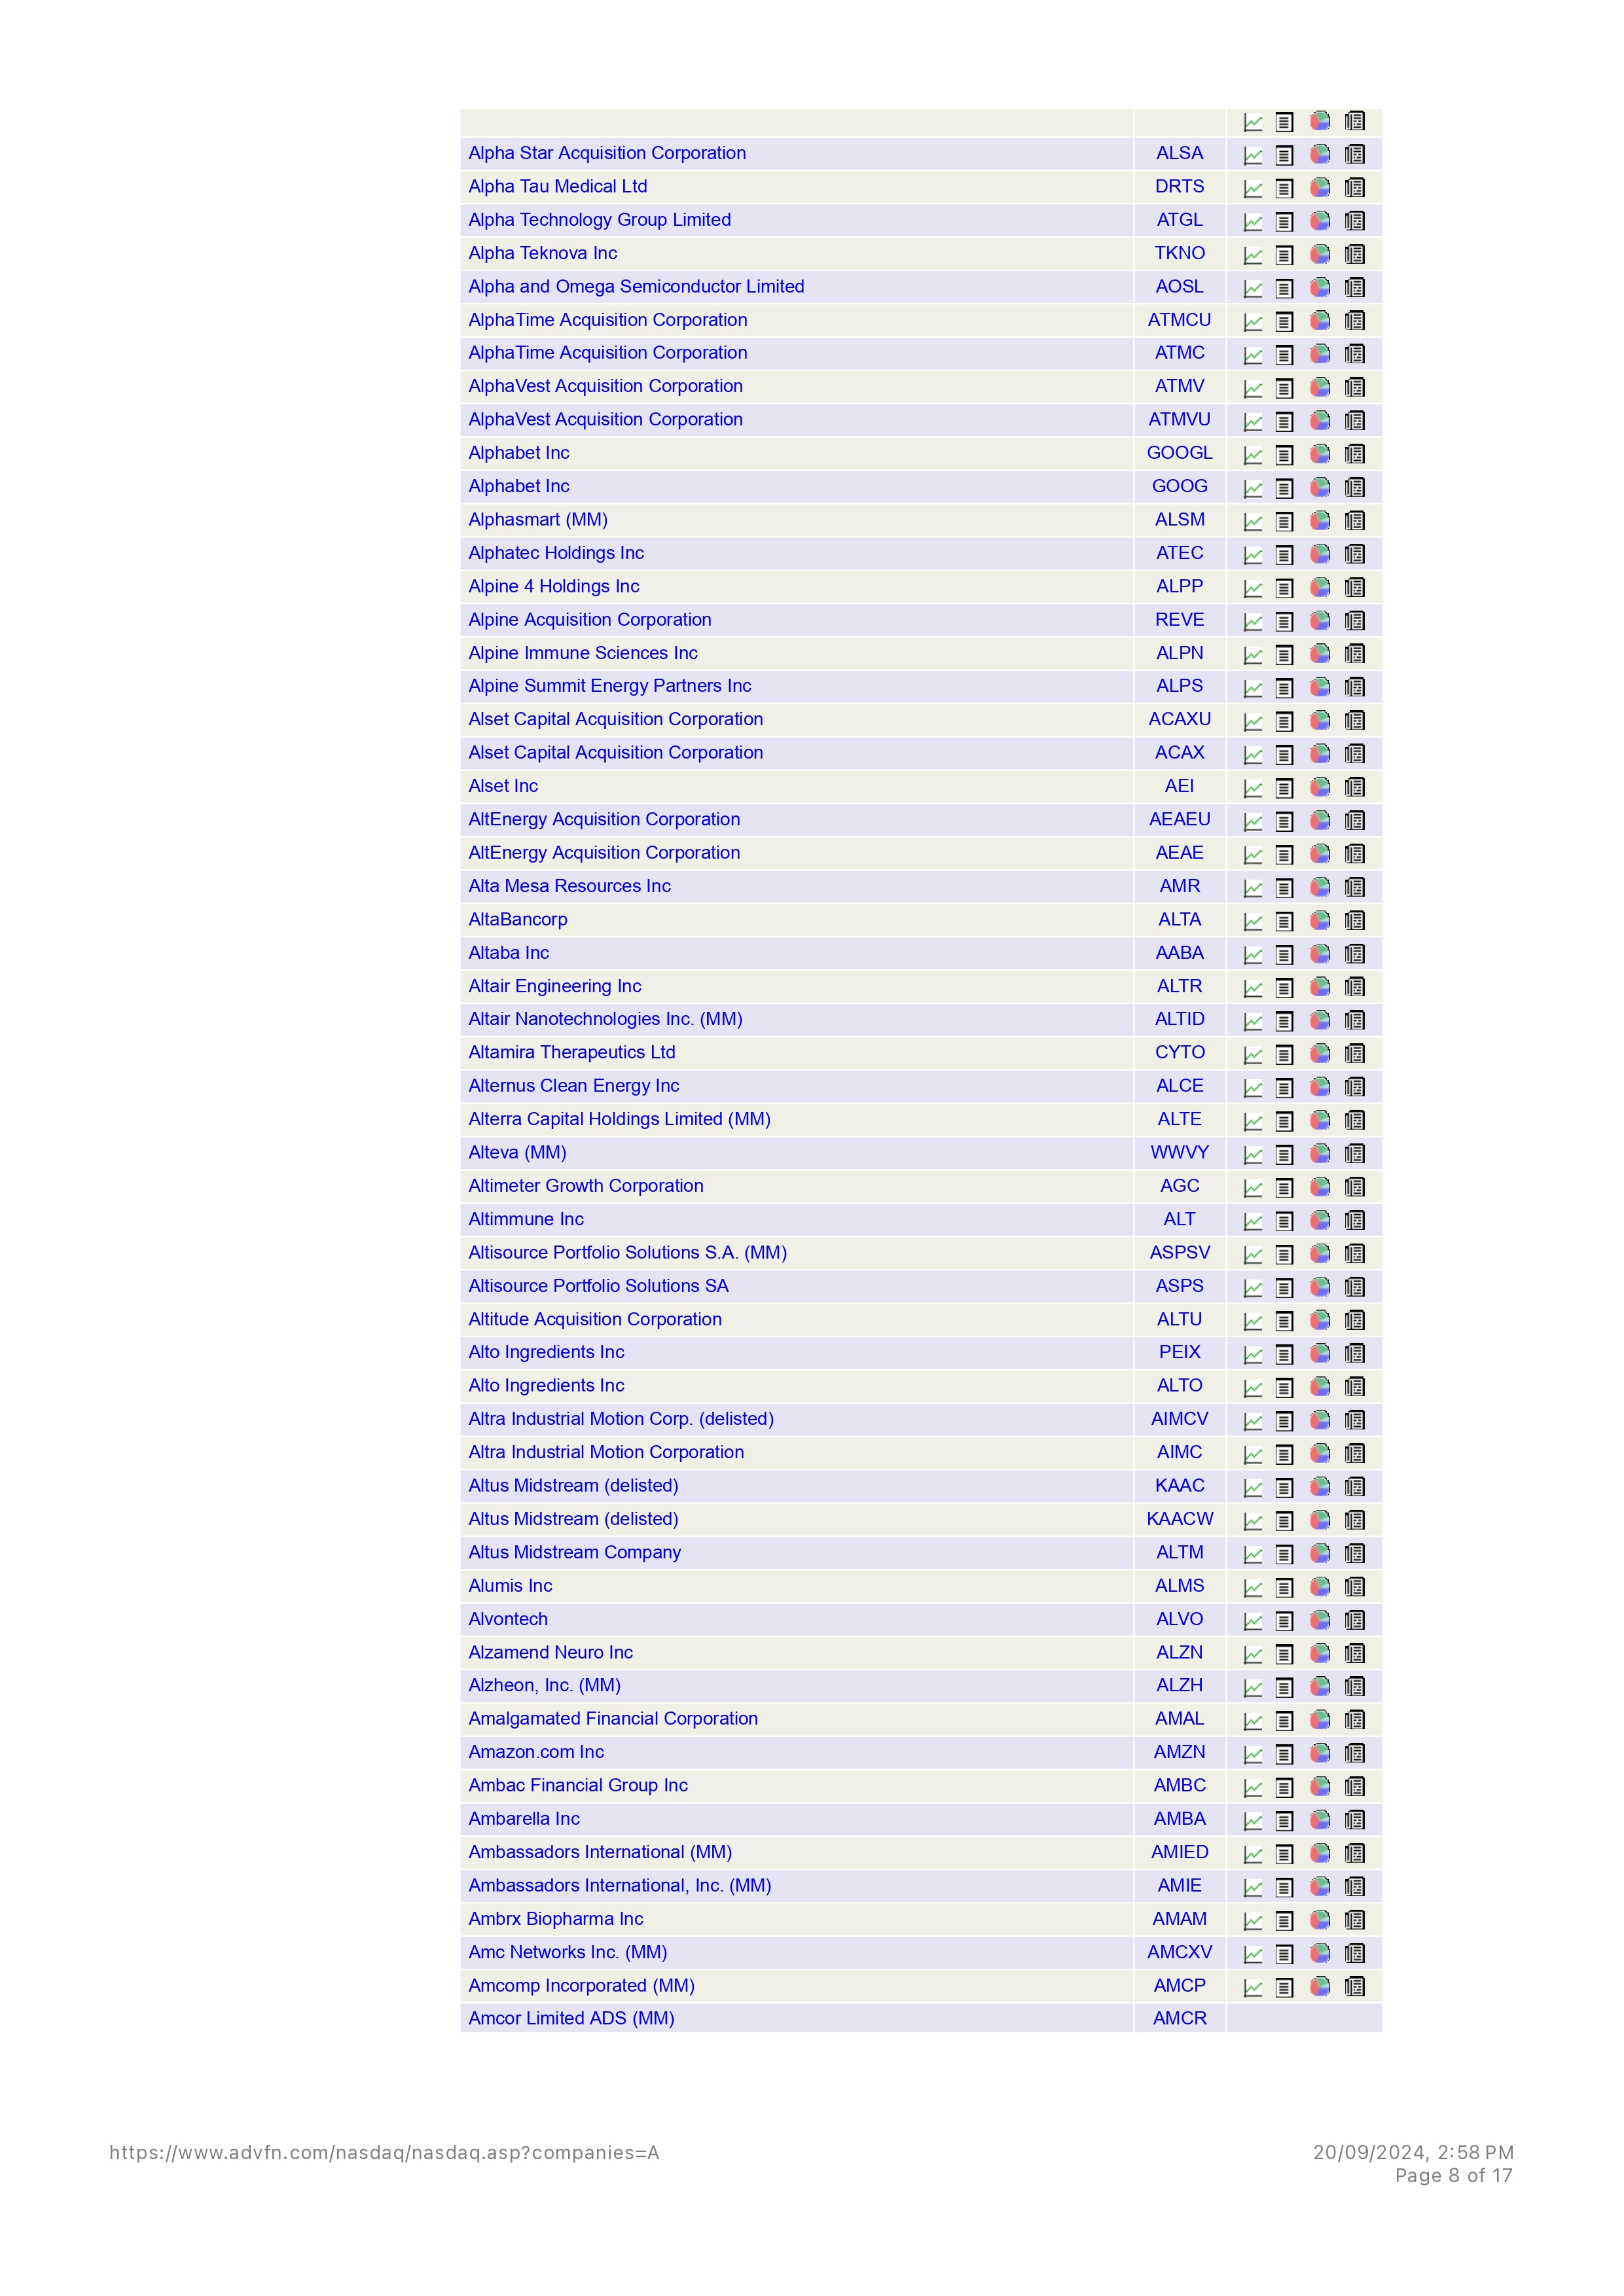 Alpha Star Acquisition Corporation ALSA
Alpha Tau Medical Ltd DRTS
Alpha Technology Group Limited ATGL
Alpha Teknova Inc TKNO
Alpha and Omega Semiconductor Limited AOSL
AlphaTime Acquisition Corporation ATMCU
AlphaTime Acquisition Corporation ATMC
AlphaVest Acquisition Corporation ATMV
AlphaVest Acquisition Corporation ATMVU
Alphabet Inc GOOGL
Alphabet Inc GOOG
Alphasmart (MM) ALSM
Alphatec Holdings Inc ATEC
Alpine 4 Holdings Inc ALPP
Alpine Acquisition Corporation REVE
Alpine Immune Sciences Inc ALPN
Alpine Summit Energy Partners Inc ALPS
Alset Capital Acquisition Corporation ACAXU
Alset Capital Acquisition Corporation ACAX
Alset Inc AEI
AltEnergy Acquisition Corporation AEAEU
AltEnergy Acquisition Corporation AEAE
Alta Mesa Resources Inc AMR
AltaBancorp ALTA
Altaba Inc AABA
Altair Engineering Inc ALTR
Altair Nanotechnologies Inc. (MM) ALTID
Altamira Therapeutics Ltd CYTO
Alternus Clean Energy Inc ALCE
Alterra Capital Holdings Limited (MM) ALTE
Alteva (MM) WWVY
Altimeter Growth Corporation AGC
Altimmune Inc ALT
Altisource Portfolio Solutions S.A. (MM) ASPSV
Altisource Portfolio Solutions SA ASPS
Altitude Acquisition Corporation ALTU
Alto Ingredients Inc PEIX
Alto Ingredients Inc ALTO
Altra Industrial Motion Corp. (delisted) AIMCV
Altra Industrial Motion Corporation AIMC
Altus Midstream (delisted) KAAC
Altus Midstream (delisted) KAACW
Altus Midstream Company ALTM
Alumis Inc ALMS
Alvontech ALVO
Alzamend Neuro Inc ALZN
Alzheon, Inc. (MM) ALZH
Amalgamated Financial Corporation AMAL
Amazon.com Inc AMZN
Ambac Financial Group Inc AMBC
Ambarella Inc AMBA
Ambassadors International (MM) AMIED
Ambassadors International, Inc. (MM) AMIE
Ambrx Biopharma Inc AMAM
Amc Networks Inc. (MM) AMCXV
Amcomp Incorporated (MM) AMCP
Amcor Limited ADS (MM) AMCR
https://www.advfn.com/nasdaq/nasdaq.asp?companies=A 20/09/2024, 2:58 PM
Page 8 of 17